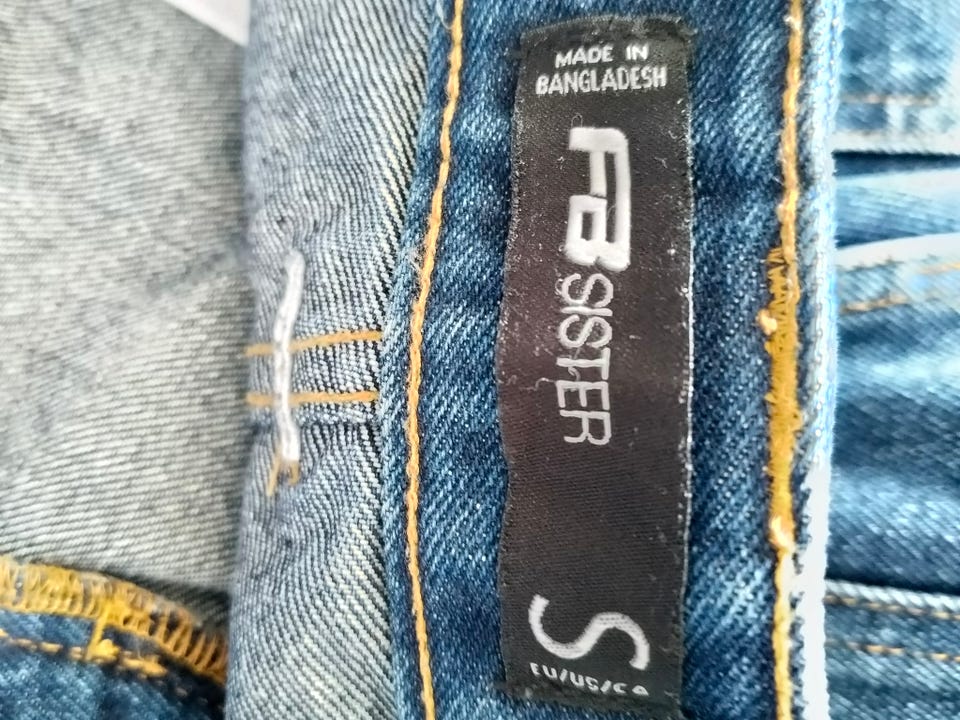 MADE IN
BANGLADESH
FB SISTER
S
EU/US/CA